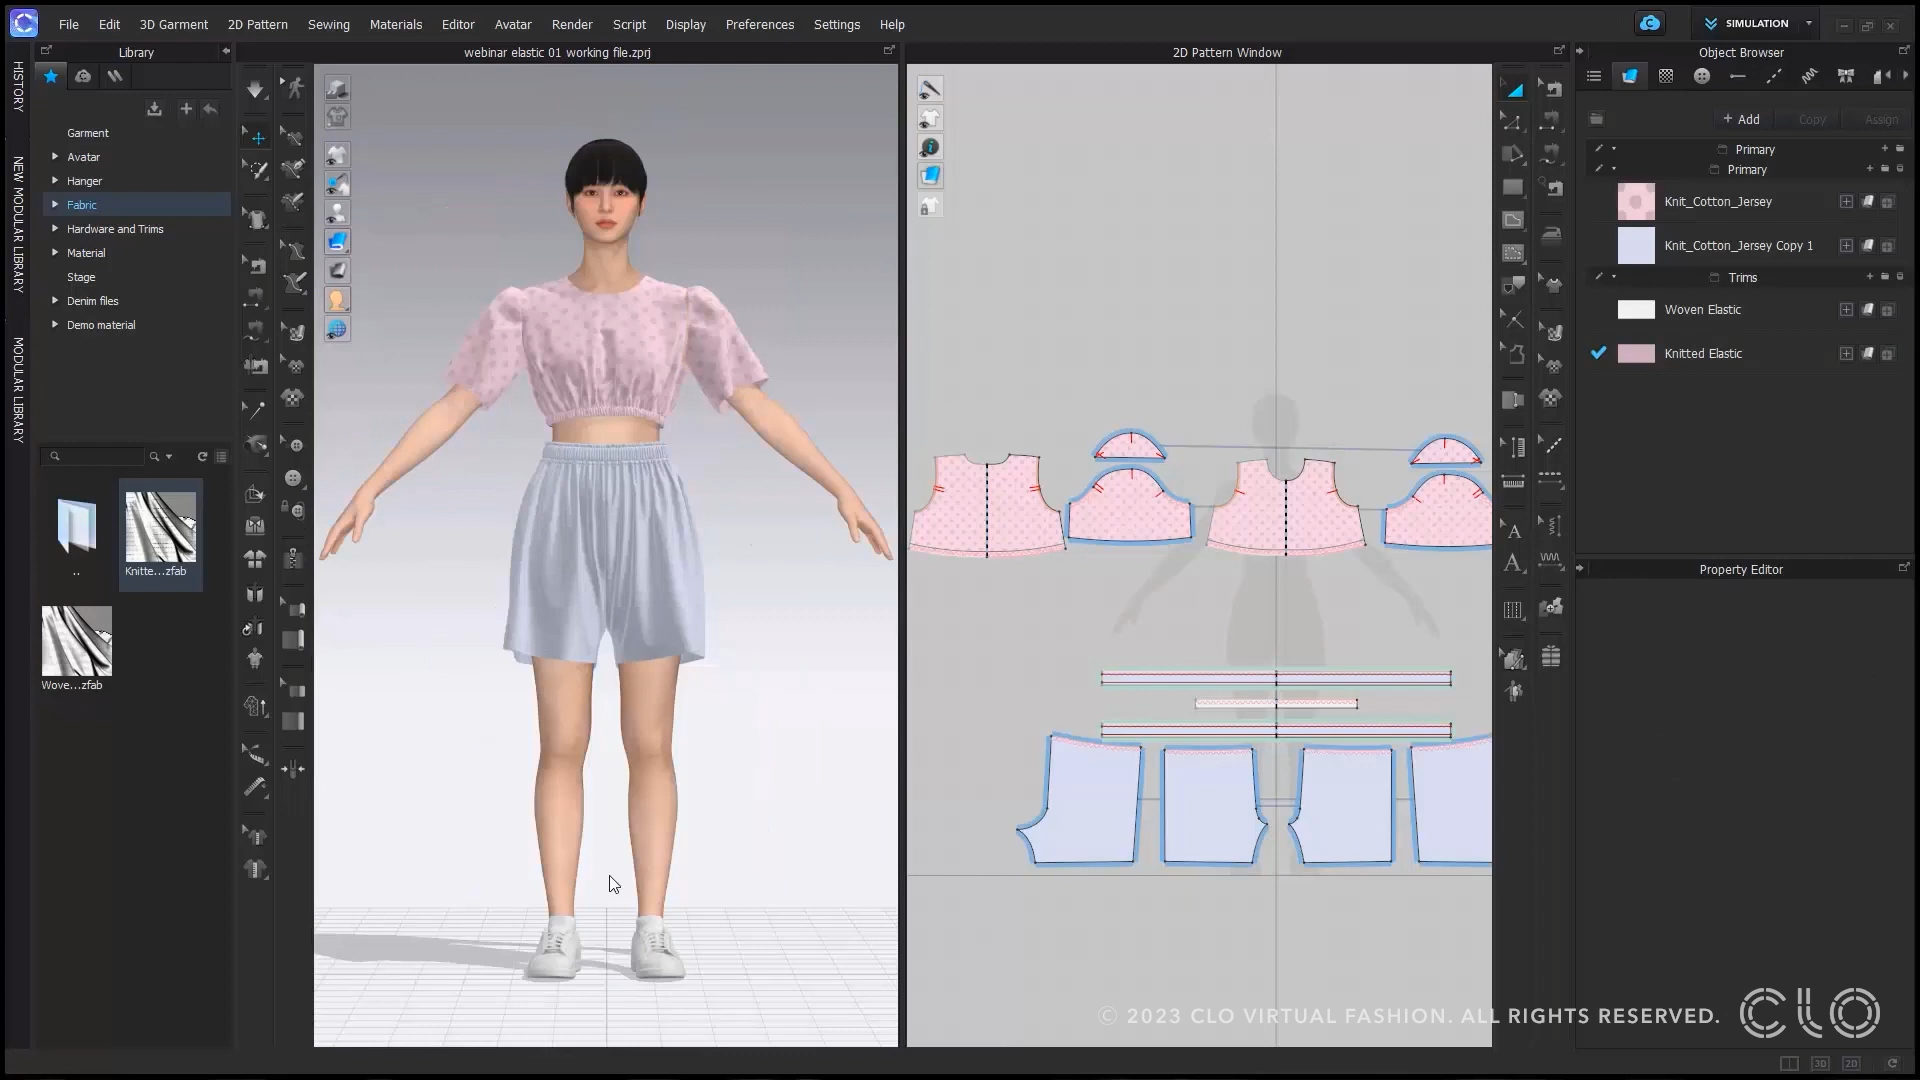 File Edit 3D Garment 2D Pattern Sewing Materials Editor Avatar Render Script Display Preferences Settings Help
SIMULATION
Library
webinar elastic 01 working file.zprj
2D Pattern Window
Object Browser
HISTORY
NEW MODULAR LIBRARY
MODULAR LIBRARY
Garment
Avatar
Hanger
Fabric
Hardware and Trims
Material
Stage
Denim files
Demo material
..
Knitte...zfab
Wove...zfab
+ Add
Copy
Assign
Primary
Primary
Knit_Cotton_Jersey
Knit_Cotton_Jersey Copy 1
Trims
Woven Elastic
Knitted Elastic
Property Editor
© 2023 CLO VIRTUAL FASHION. ALL RIGHTS RESERVED.
CLO
3D
2D